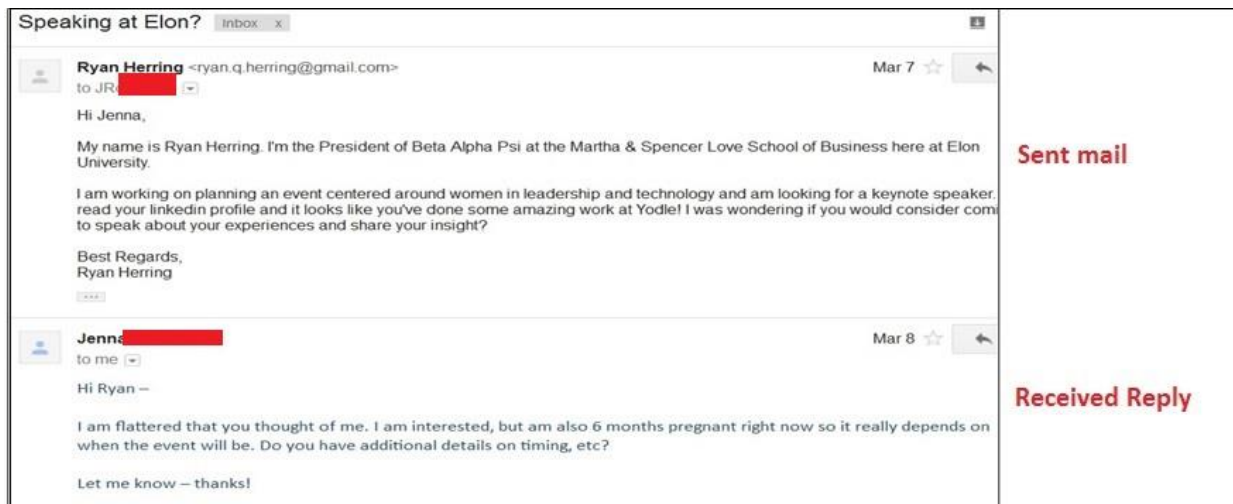 Speaking at Elon? Inbox x
Ryan Herring <ryan.q.herring@gmail.com> Mar 7
to JR
Hi Jenna,
My name is Ryan Herring. I'm the President of Beta Alpha Psi at the Martha & Spencer Love School of Business here at Elon
University.
Sent mail
I am working on planning an event centered around women in leadership and technology and am looking for a keynote speaker.
read your linkedin profile and it looks like you've done some amazing work at Yodle! I was wondering if you would consider comi
to speak about your experiences and share your insight?
Best Regards,
Ryan Herring
...
Jenna Mar 8
to me
Hi Ryan –
Received Reply
I am flattered that you thought of me. I am interested, but am also 6 months pregnant right now so it really depends on
when the event will be. Do you have additional details on timing, etc?
Let me know – thanks!